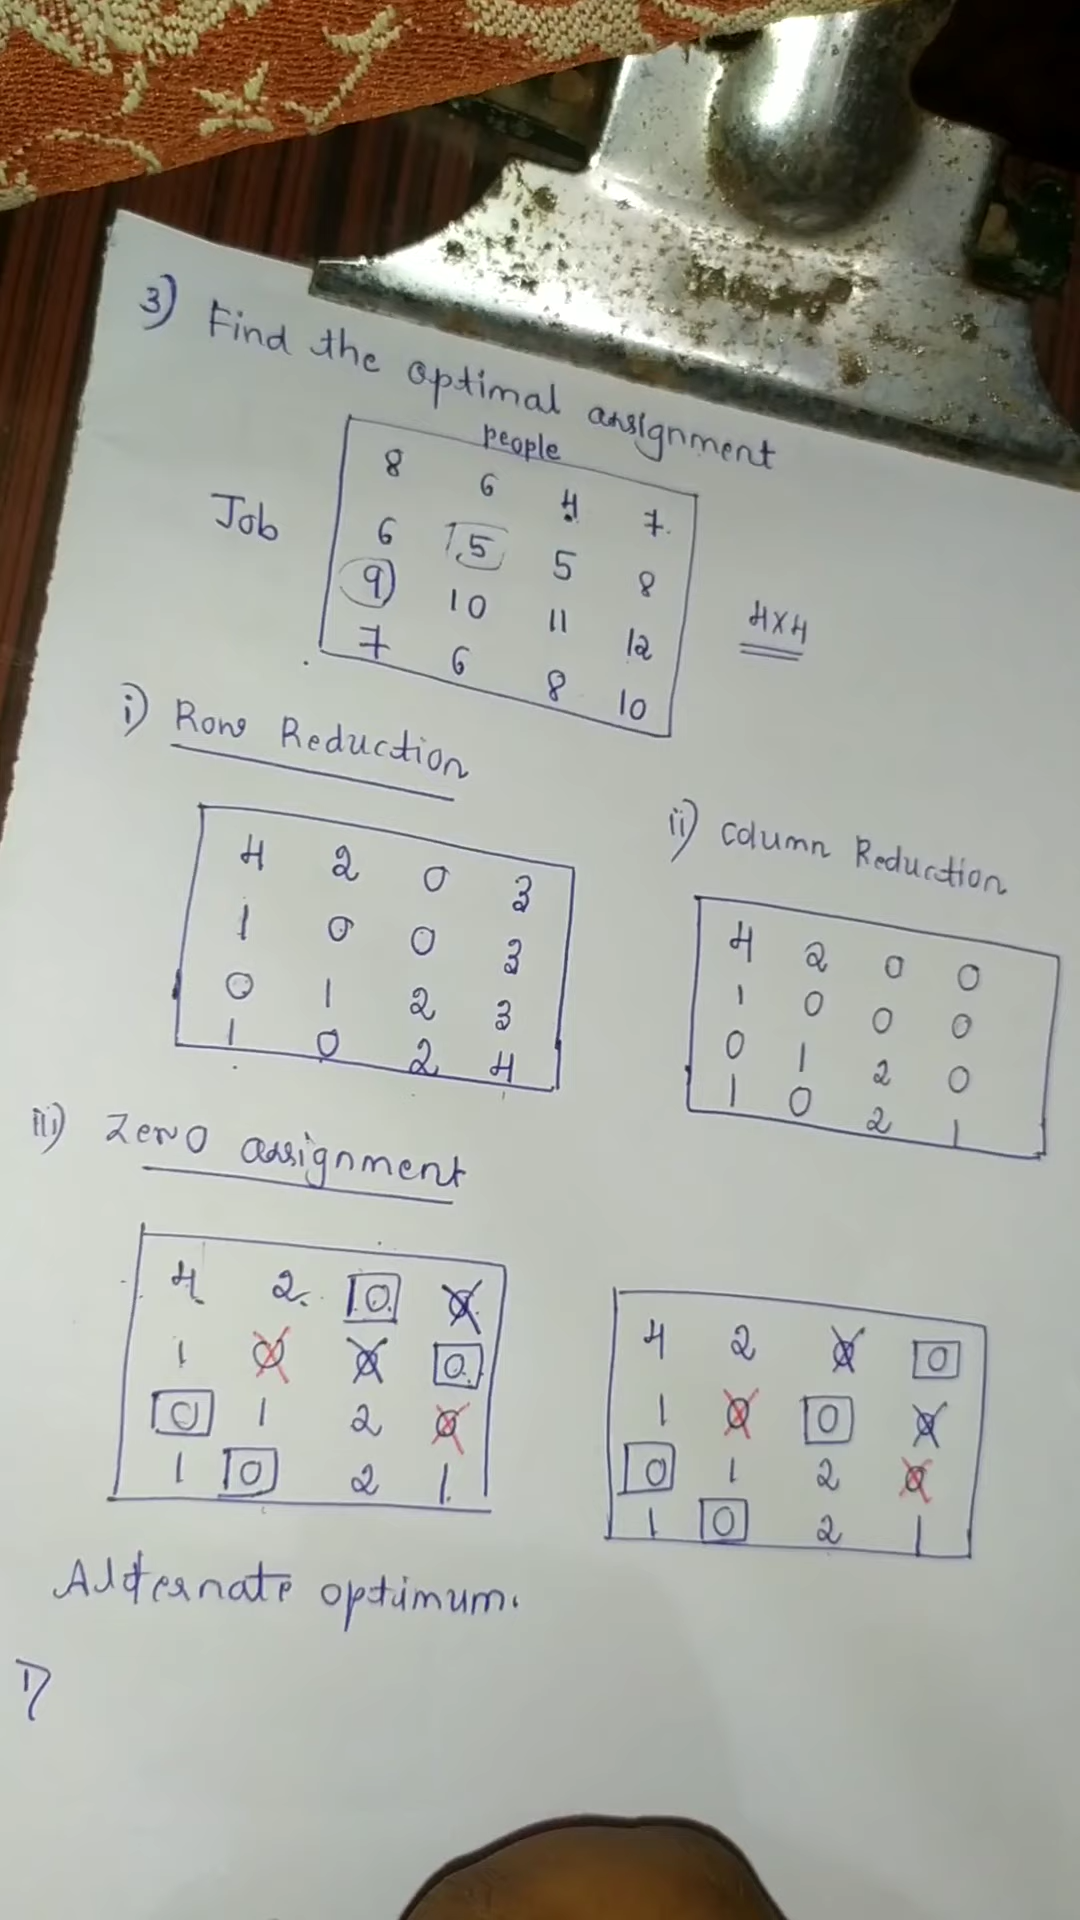 3) Find the optimal assignment
people
Job
8 6 4 7
6 5 5 8
9 10 11 12
7 6 8 10
4x4
i) Row Reduction
4 2 0 3
1 0 0 3
0 1 2 3
1 0 2 4
ii) Column Reduction
4 2 0 0
1 0 0 0
0 1 2 0
1 0 2 1
iii) Zero assignment
4 2 0 0
1 0 0 0
0 1 2 0
1 0 2 1
4 2 0 0
1 0 0 0
0 1 2 0
1 0 2 1
Alternate optimum.
1)